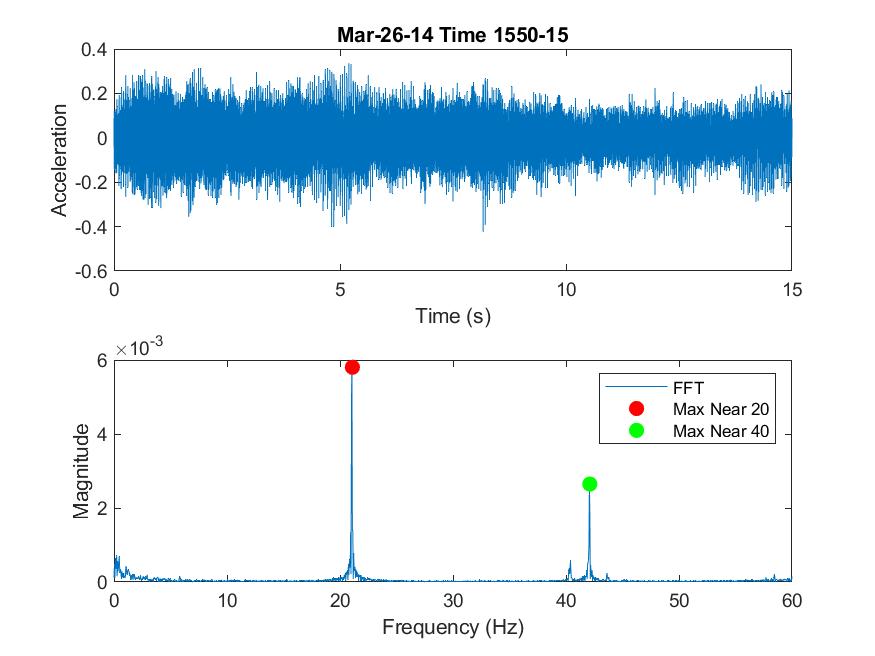 Mar-26-14 Time 1550-15
0.4
0.2
0
-0.2
-0.4
-0.6
Acceleration
0 5 10 15
Time (s)
×10-3
6
4
2
0
Magnitude
FFT
Max Near 20
Max Near 40
0 10 20 30 40 50 60
Frequency (Hz)